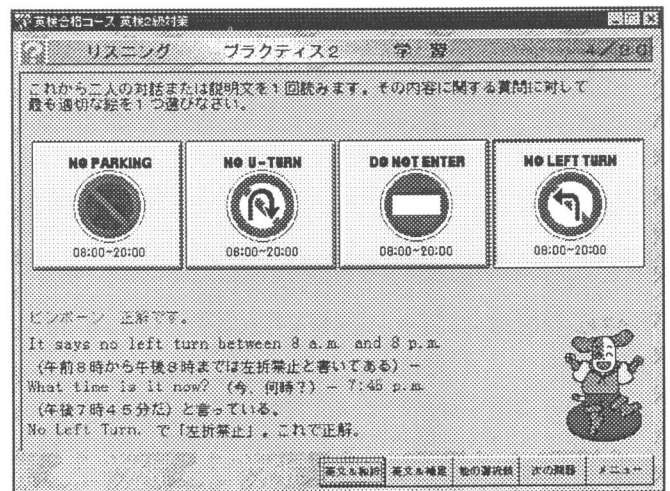 英検合格コース 英検2級対策
リスニング プラクティス2 学習 4/20
これから二人の対話または説明文を1回読みます。その内容に関する質問に対して
最も適切な絵を1つ選びなさい。
NO PARKING NO U-TURN DO NOT ENTER NO LEFT TURN
08:00~20:00 08:00~20:00 08:00~20:00 08:00~20:00
ピンポーン 正解です。
It says no left turn between 8 a.m. and 8 p.m.
(午前8時から午後8時までは左折禁止と書いてある) ー
What time is it now? (今、何時?) ー 7:45 p.m.
(午後7時45分だ) と言っている。
No Left Turn. で「左折禁止」。これで正解。
英文&和訳 英文&補足 他の選択肢 次の問題 メニュー